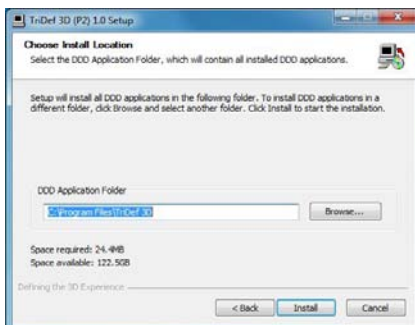 TriDef 3D (P2) 1.0 Setup
Choose Install Location
Select the DDD Application Folder, which will contain all installed DDD applications.
Setup will install all DDD applications in the following folder. To install DDD applications in a
different folder, click Browse and select another folder. Click Install to start the installation.
DDD Application Folder
C:\Program Files\TriDef 3D
Browse...
Space required: 24.4MB
Space available: 122.5GB
Defining the 3D Experience
< Back
Install
Cancel